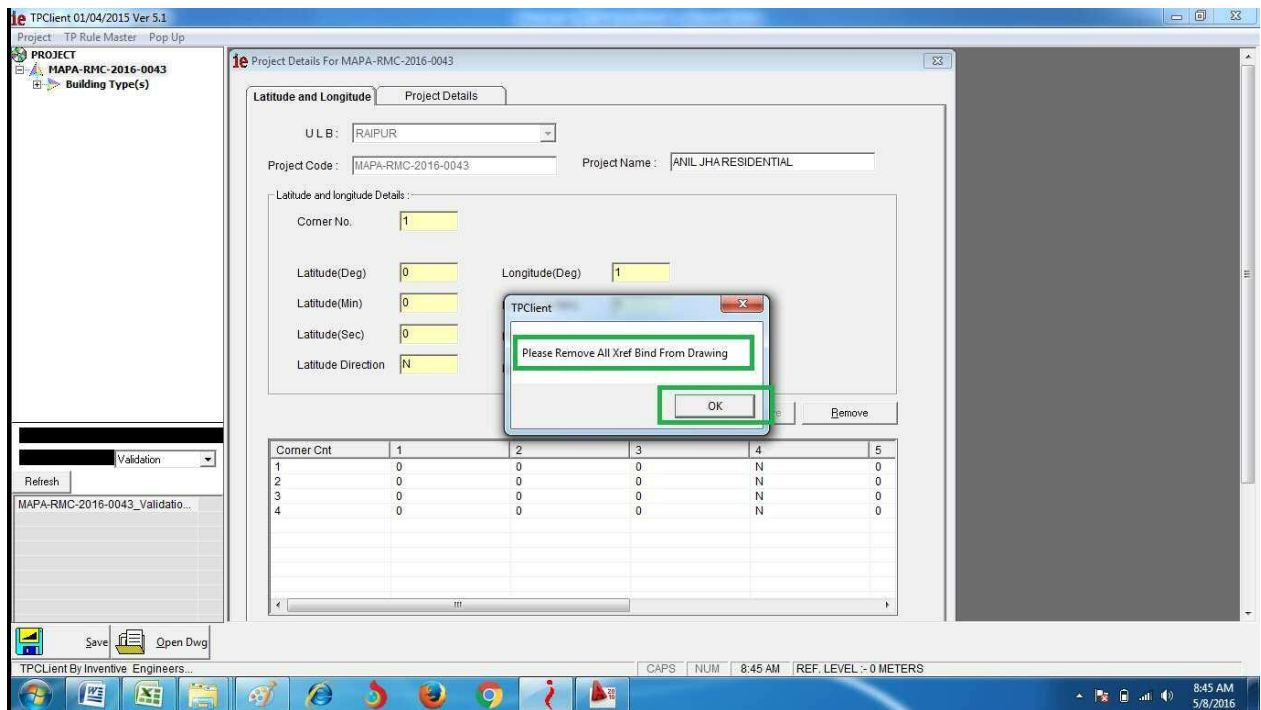 TPClient 01/04/2015 Ver 5.1
Project TP Rule Master Pop Up
PROJECT
MAPA-RMC-2016-0043
Building Type(s)
Project Details For MAPA-RMC-2016-0043
Latitude and Longitude Project Details
U L B : RAIPUR
Project Code : MAPA-RMC-2016-0043 Project Name : ANIL JHA RESIDENTIAL
Latitude and longitude Details :
Corner No. 1
Latitude(Deg) 0 Longitude(Deg) 1
Latitude(Min) 0
Latitude(Sec) 0
Latitude Direction N
TPClient
Please Remove All Xref Bind From Drawing
OK
Remove
Corner Cnt 1 2 3 4 5
1 0 0 0 N 0
2 0 0 0 N 0
3 0 0 0 N 0
4 0 0 0 N 0
Validation
Refresh
MAPA-RMC-2016-0043_Validatio...
Save Open Dwg
TPCLient By Inventive Engineers... CAPS NUM 8:45 AM REF. LEVEL :- 0 METERS
8:45 AM
5/8/2016